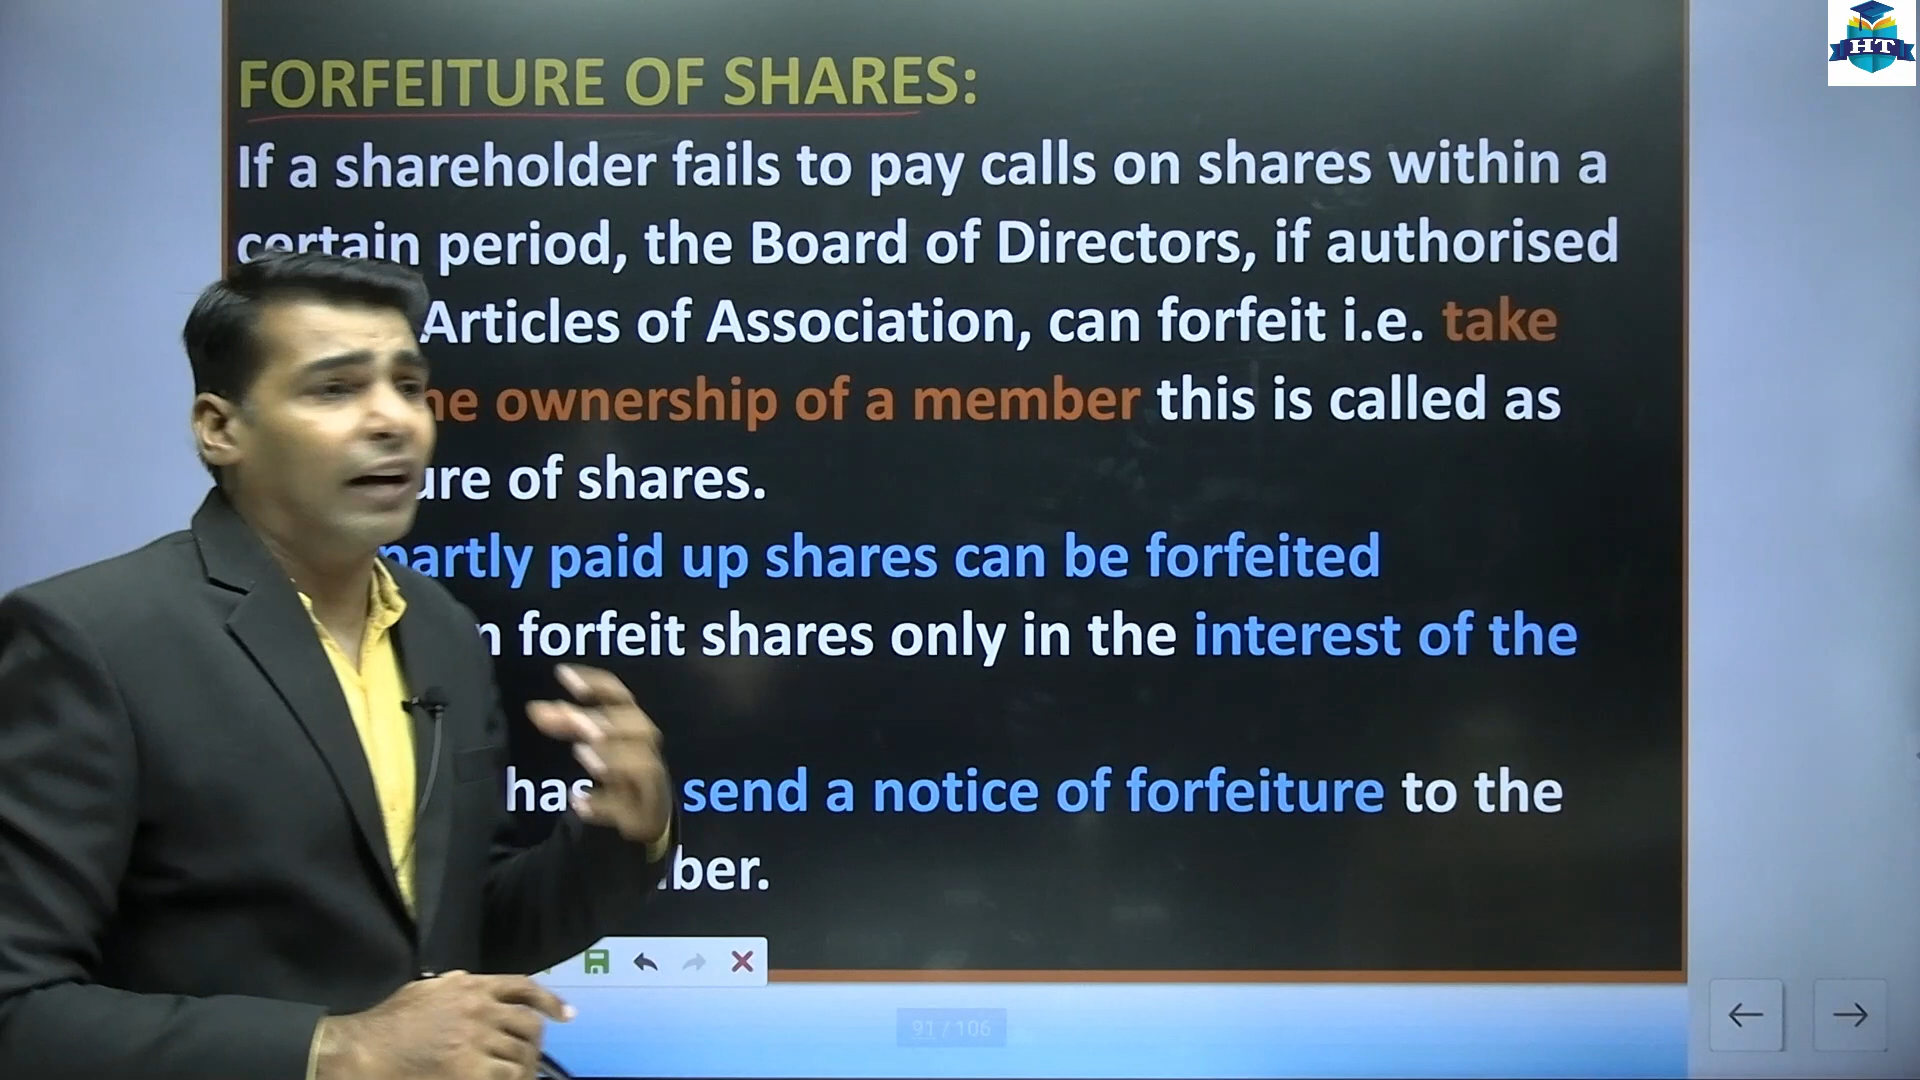 HT
FORFEITURE OF SHARES:
If a shareholder fails to pay calls on shares within a
certain period, the Board of Directors, if authorised
Articles of Association, can forfeit i.e. take
ownership of a member this is called as
of shares.
partly paid up shares can be forfeited
forfeit shares only in the interest of the
has send a notice of forfeiture to the
91 / 106